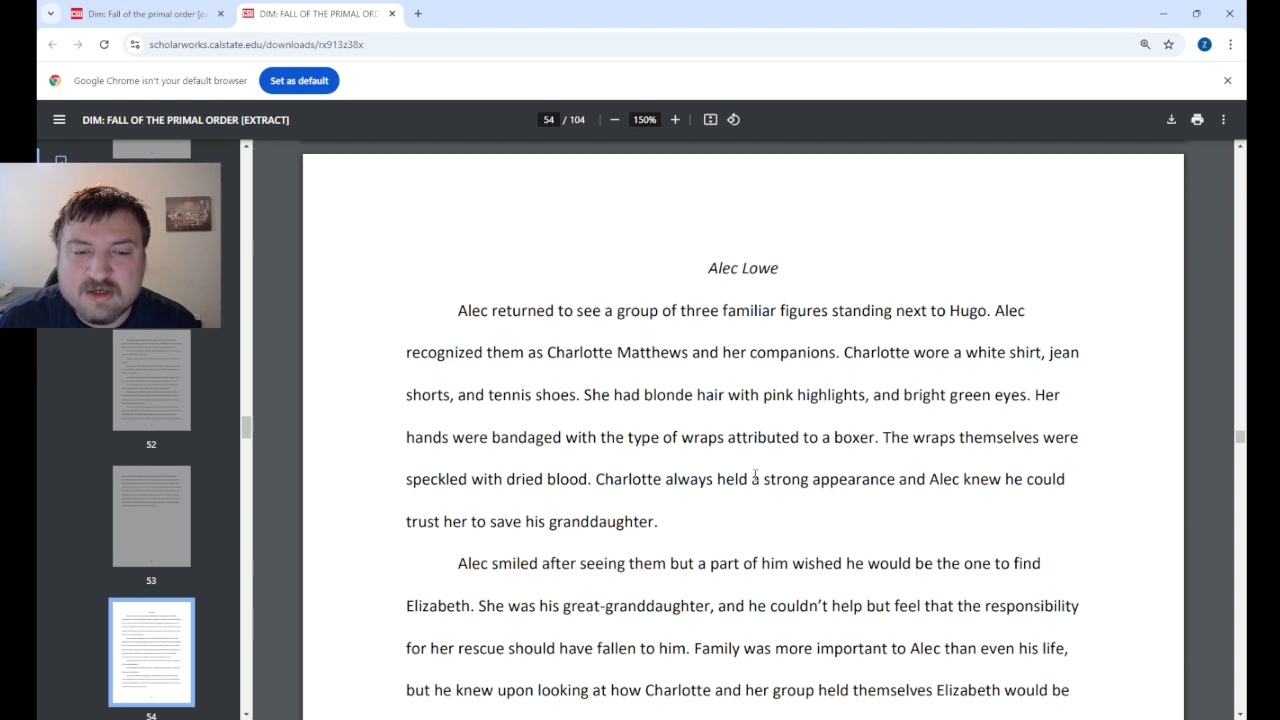 DIM: Fall of the primal order [ex
DIM: FALL OF THE PRIMAL ORD
scholarworks.calstate.edu/downloads/rx913z38x
Z
Google Chrome isn't your default browser
Set as default
DIM: FALL OF THE PRIMAL ORDER [EXTRACT]
54 / 104
150%
52
53
54
Alec Lowe
Alec returned to see a group of three familiar figures standing next to Hugo. Alec
recognized them as Charlotte Matthews and her companions. Charlotte wore a white shirt, jean
shorts, and tennis shoes. She had blonde hair with pink highlights, and bright green eyes. Her
hands were bandaged with the type of wraps attributed to a boxer. The wraps themselves were
speckled with dried blood. Charlotte always held a strong appearance and Alec knew he could
trust her to save his granddaughter.
Alec smiled after seeing them but a part of him wished he would be the one to find
Elizabeth. She was his great-granddaughter, and he couldn't help but feel that the responsibility
for her rescue should have fallen to him. Family was more important to Alec than even his life,
but he knew upon looking at how Charlotte and her group held themselves Elizabeth would be